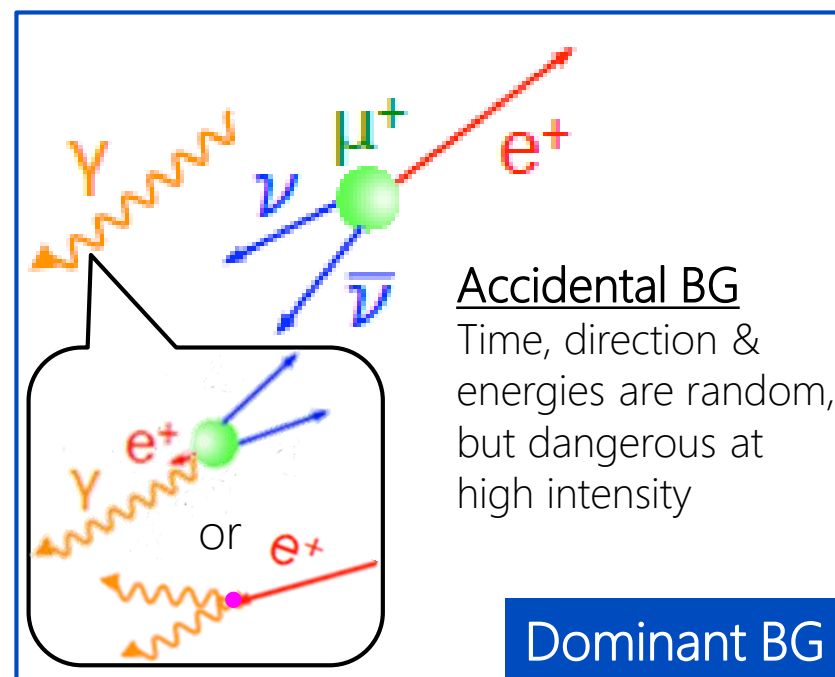 γ
μ⁺
e⁺
ν
ν̅
Accidental BG
Time, direction &
energies are random,
but dangerous at
high intensity
e⁺
γ
or
e⁺
Dominant BG